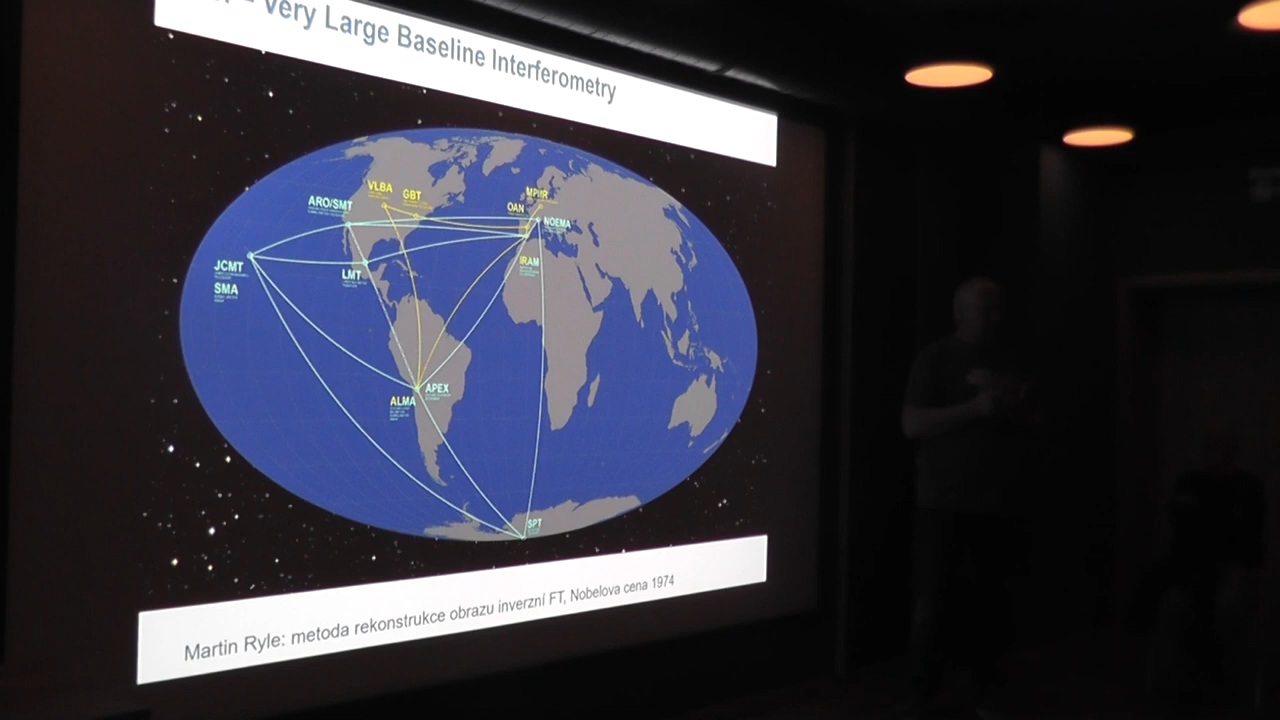 – Very Large Baseline Interferometry
MPIfR
VLBA
GBT
ARO/SMT
OAN
NOEMA
IRAM
JCMT
LMT
SMA
APEX
ALMA
SPT
Martin Ryle: metoda rekonstrukce obrazu inverzní FT, Nobelova cena 1974